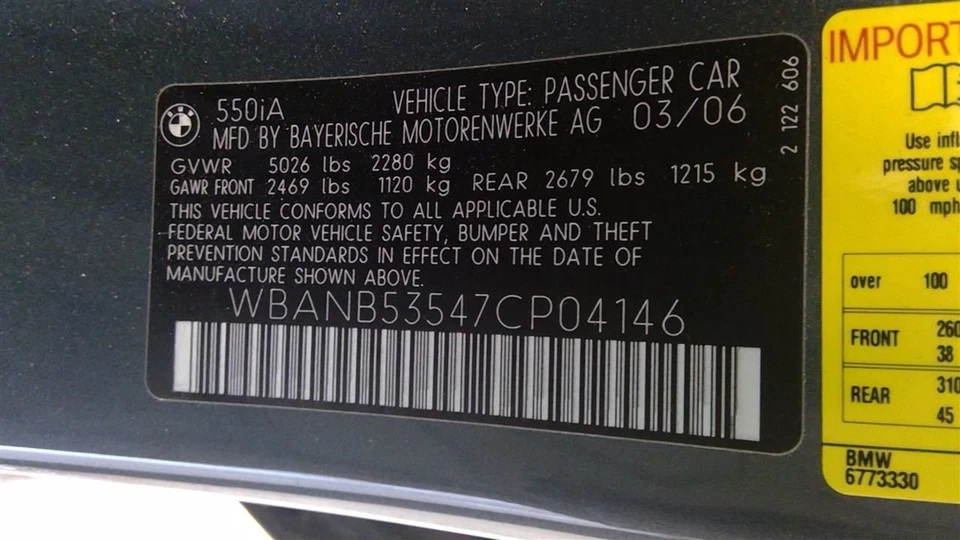 BMW
550iA VEHICLE TYPE: PASSENGER CAR
MFD BY BAYERISCHE MOTORENWERKE AG 03/06
GVWR 5026 lbs 2280 kg
GAWR FRONT 2469 lbs 1120 kg REAR 2679 lbs 1215 kg
THIS VEHICLE CONFORMS TO ALL APPLICABLE U.S.
FEDERAL MOTOR VEHICLE SAFETY, BUMPER AND THEFT
PREVENTION STANDARDS IN EFFECT ON THE DATE OF
MANUFACTURE SHOWN ABOVE.
WBANB53547CP04146
2 122 606
IMPORT
Use infl
pressure sp
above u
100 mph
over 100
FRONT 260
38
REAR 310
45
BMW
6773330